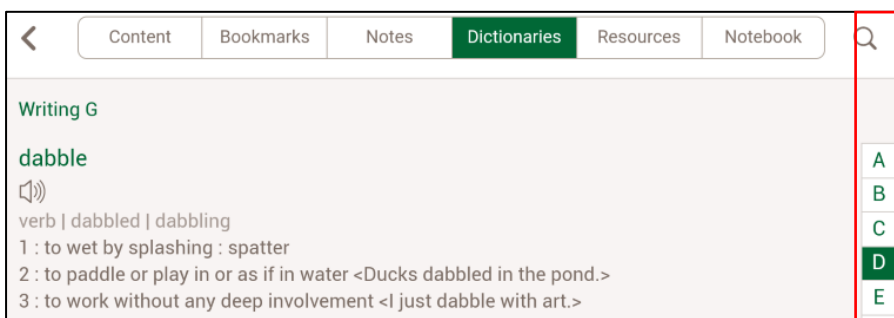 Content Bookmarks Notes Dictionaries Resources Notebook
Writing G
dabble
verb | dabbled | dabbling
1 : to wet by splashing : spatter
2 : to paddle or play in or as if in water <Ducks dabbled in the pond.>
3 : to work without any deep involvement <I just dabble with art.>
A
B
C
D
E